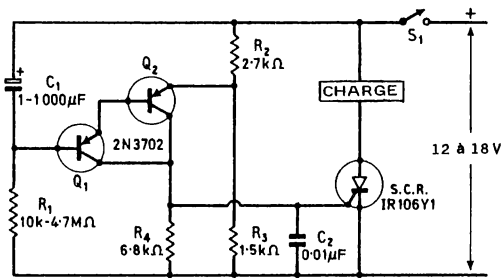 +
S1
R2
2.7kΩ
Q2
+
C1
1-1000µF
CHARGE
2N3702
12 à 18V
Q1
S.C.R.
IR106Y1
R1
10k-4.7MΩ
R4
6.8kΩ
R3
1.5kΩ
C2
0.01µF